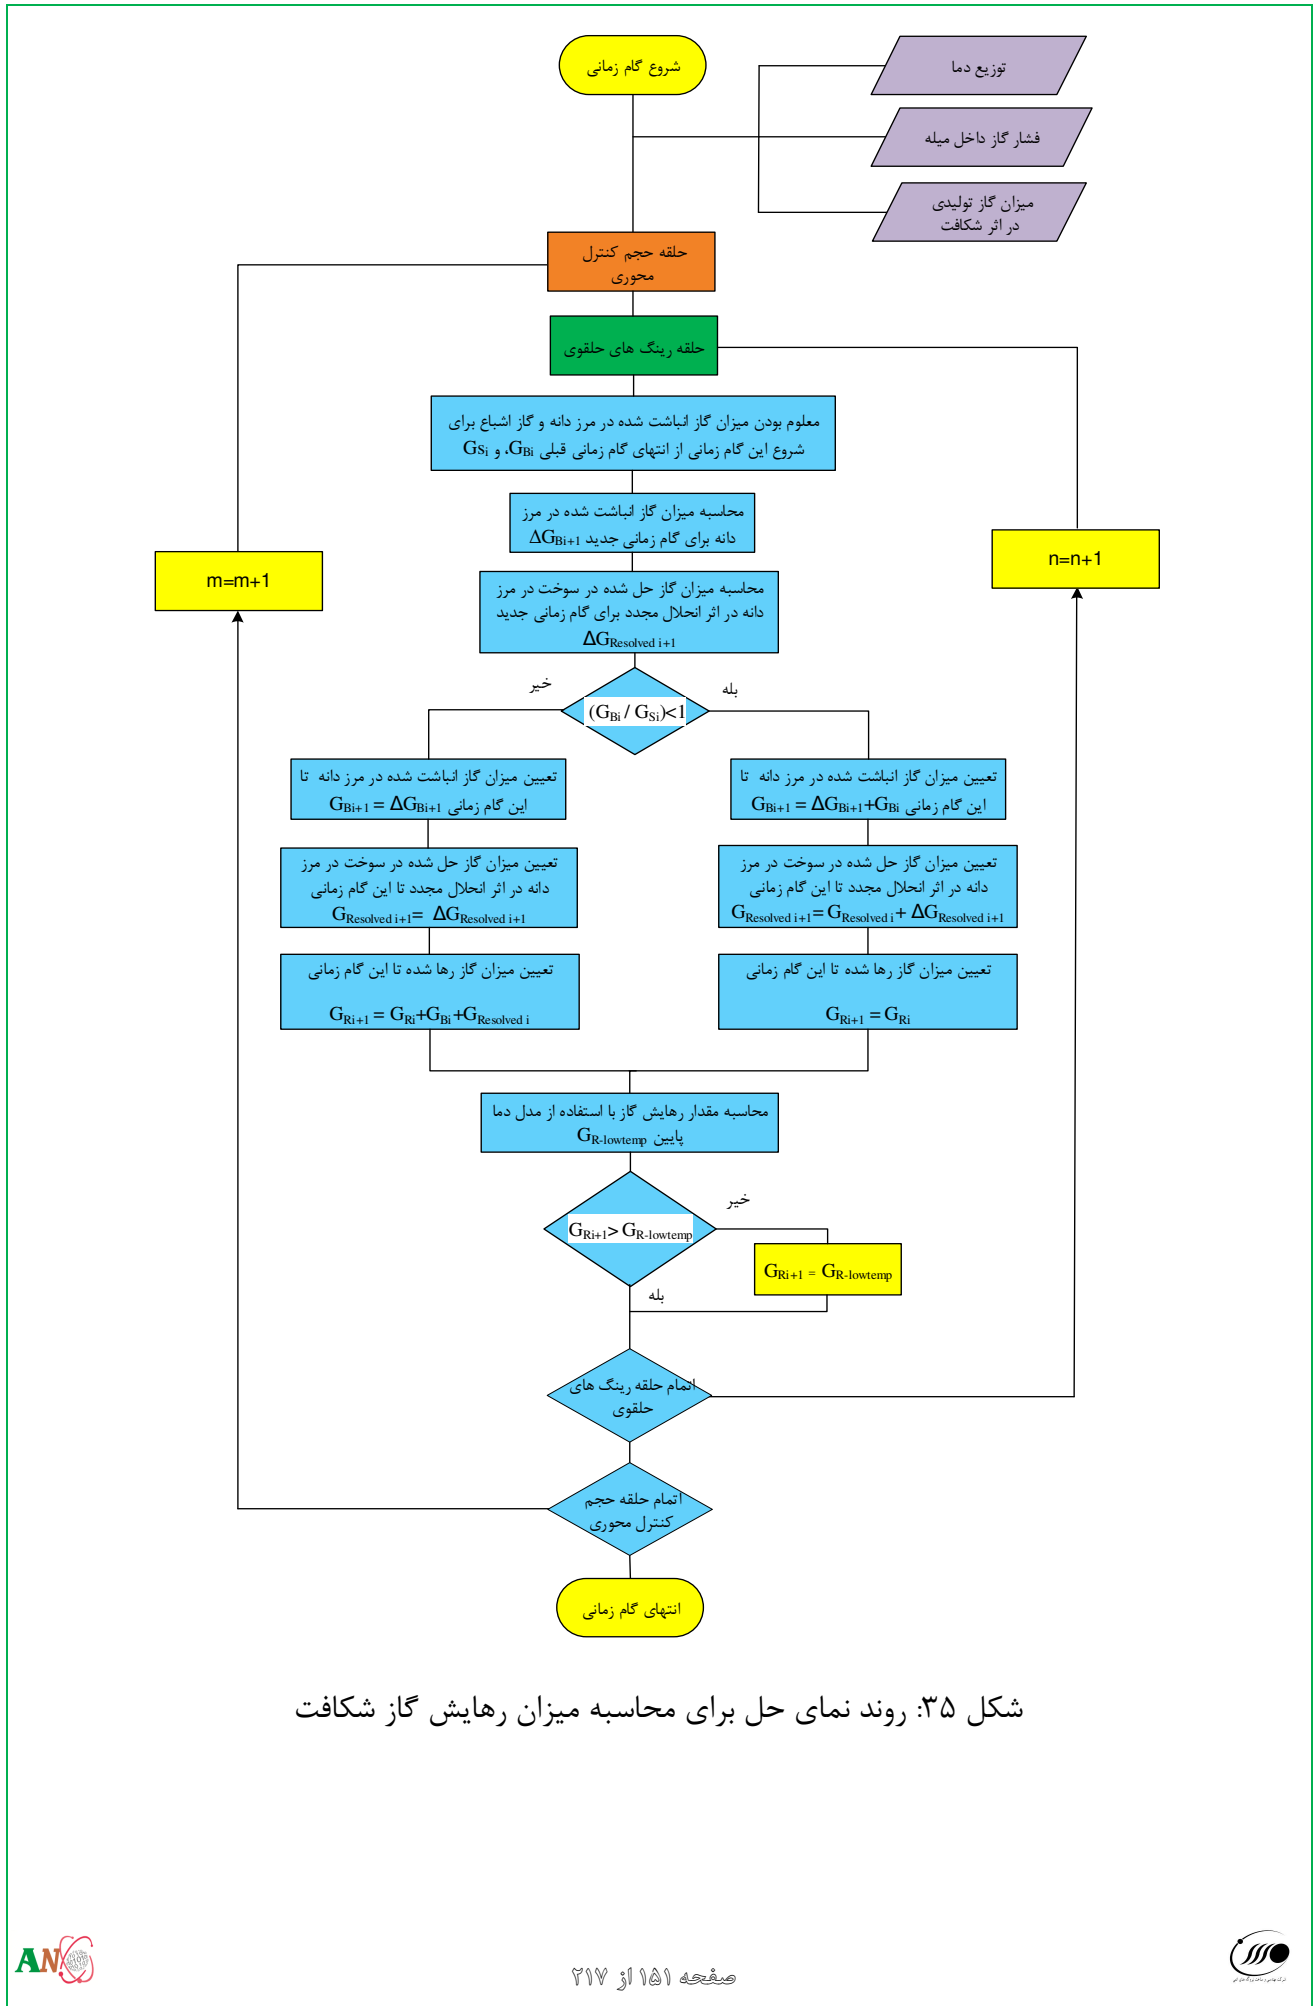 شروع گام زمانی
توزیع دما
فشار گاز داخل میله
میزان گاز تولیدی
در اثر شکافت
حلقه حجم کنترل
محوری
حلقه رینگ های حلقوی
معلوم بودن میزان گاز انباشت شده در مرز دانه و گاز اشباع برای
شروع این گام زمانی از انتهای گام زمانی قبلی GBi، و GSi
محاسبه میزان گاز انباشت شده در مرز
دانه برای گام زمانی جدید ΔGBi+1
m=m+1
n=n+1
محاسبه میزان گاز حل شده در سوخت در مرز
دانه در اثر انحلال مجدد برای گام زمانی جدید
ΔGResolved i+1
خیر
بله
(GBi / GSi)<1
تعیین میزان گاز انباشت شده در مرز دانه تا
این گام زمانی GBi+1 = ΔGBi+1
تعیین میزان گاز انباشت شده در مرز دانه تا
این گام زمانی GBi+1 = ΔGBi+1+GBi
تعیین میزان گاز حل شده در سوخت در مرز
دانه در اثر انحلال مجدد تا این گام زمانی
GResolved i+1= ΔGResolved i+1
تعیین میزان گاز حل شده در سوخت در مرز
دانه در اثر انحلال مجدد تا این گام زمانی
GResolved i+1= GResolved i+ ΔGResolved i+1
تعیین میزان گاز رها شده تا این گام زمانی
GRi+1 = GRi+GBi+GResolved i
تعیین میزان گاز رها شده تا این گام زمانی
GRi+1 = GRi
محاسبه مقدار رهایش گاز با استفاده از مدل دما
پایین GR-lowtemp
خیر
GRi+1> GR-lowtemp
GRi+1 = GR-lowtemp
بله
اتمام حلقه رینگ های
حلقوی
اتمام حلقه حجم
کنترل محوری
انتهای گام زمانی
شکل ۳۵: روند نمای حل برای محاسبه میزان رهایش گاز شکافت
AN
صفحه ۱۵۱ از ۲۱۷